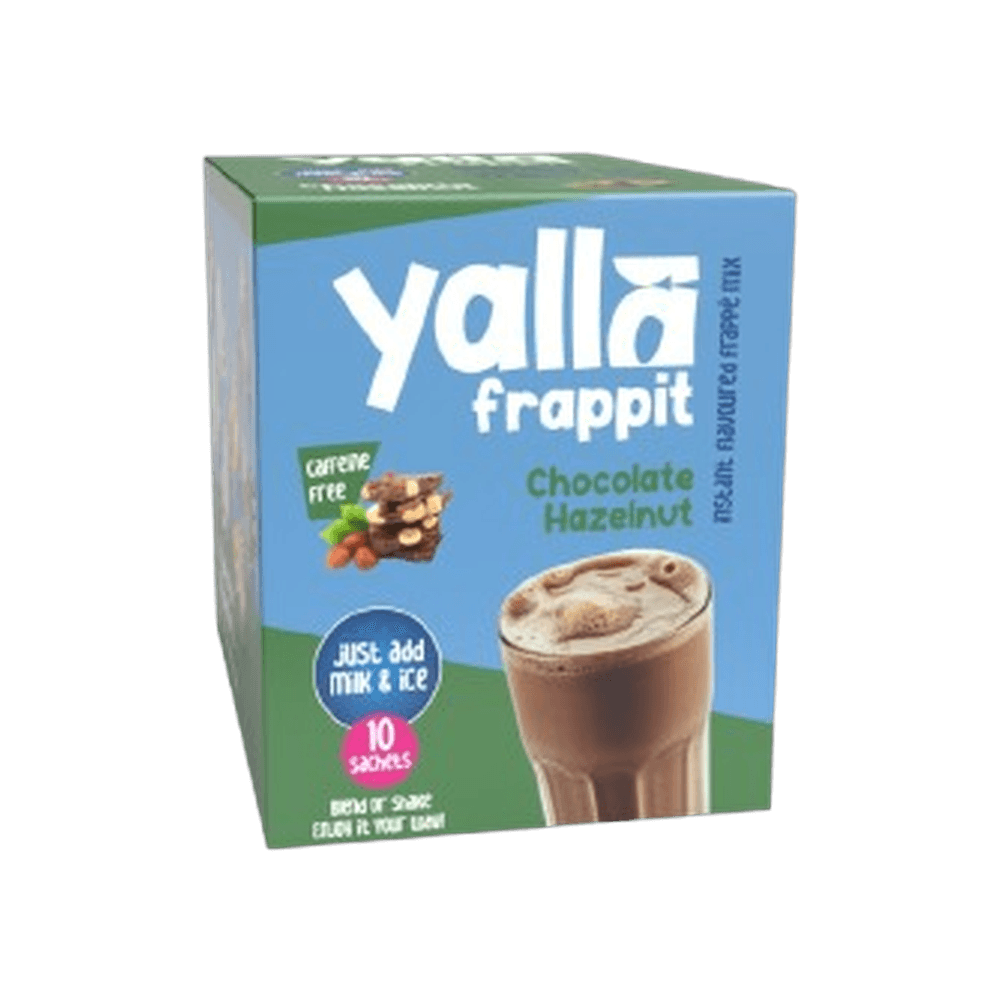 yalla
frappit
Chocolate
Hazelnut
instant flavoured frappé mix
Caffeine
Free
Just add
Milk & ice
10
Sachets
Blend or Shake
Enjoy it your way!